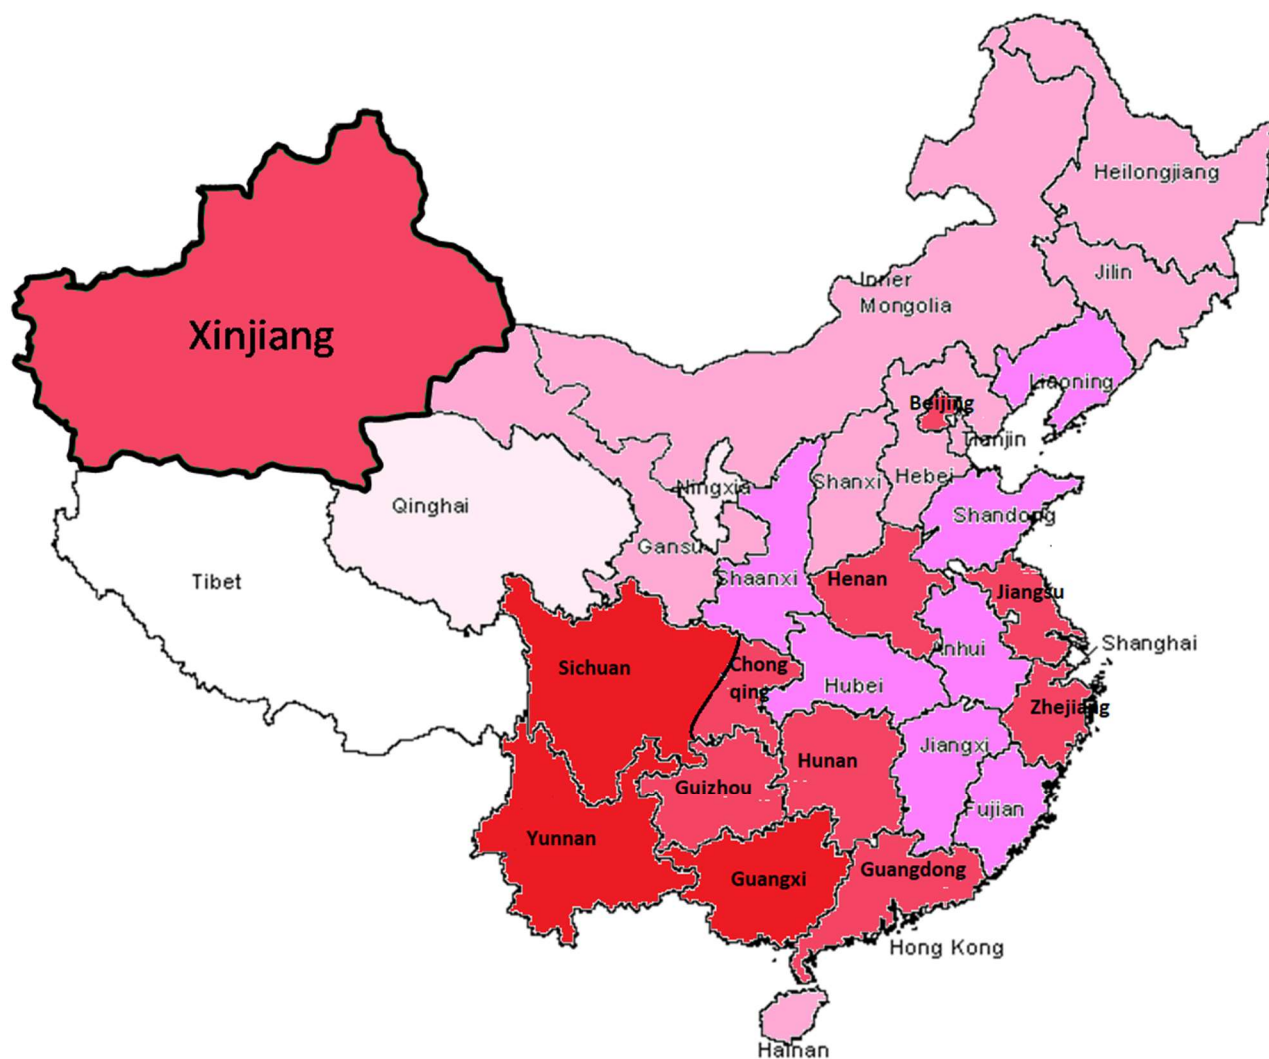 Heilongjiang
Jilin
Inner
Mongolia
Xinjiang
Liaoning
Beijing
Tianjin
Hebei
Shanxi
Ningxia
Qinghai
Shandong
Gansu
Shaanxi
Henan
Jiangsu
Tibet
Shanghai
Anhui
Sichuan
Chong
qing
Hubei
Zhejiang
Jiangxi
Hunan
Guizhou
Fujian
Yunnan
Guangxi
Guangdong
Hong Kong
Hainan